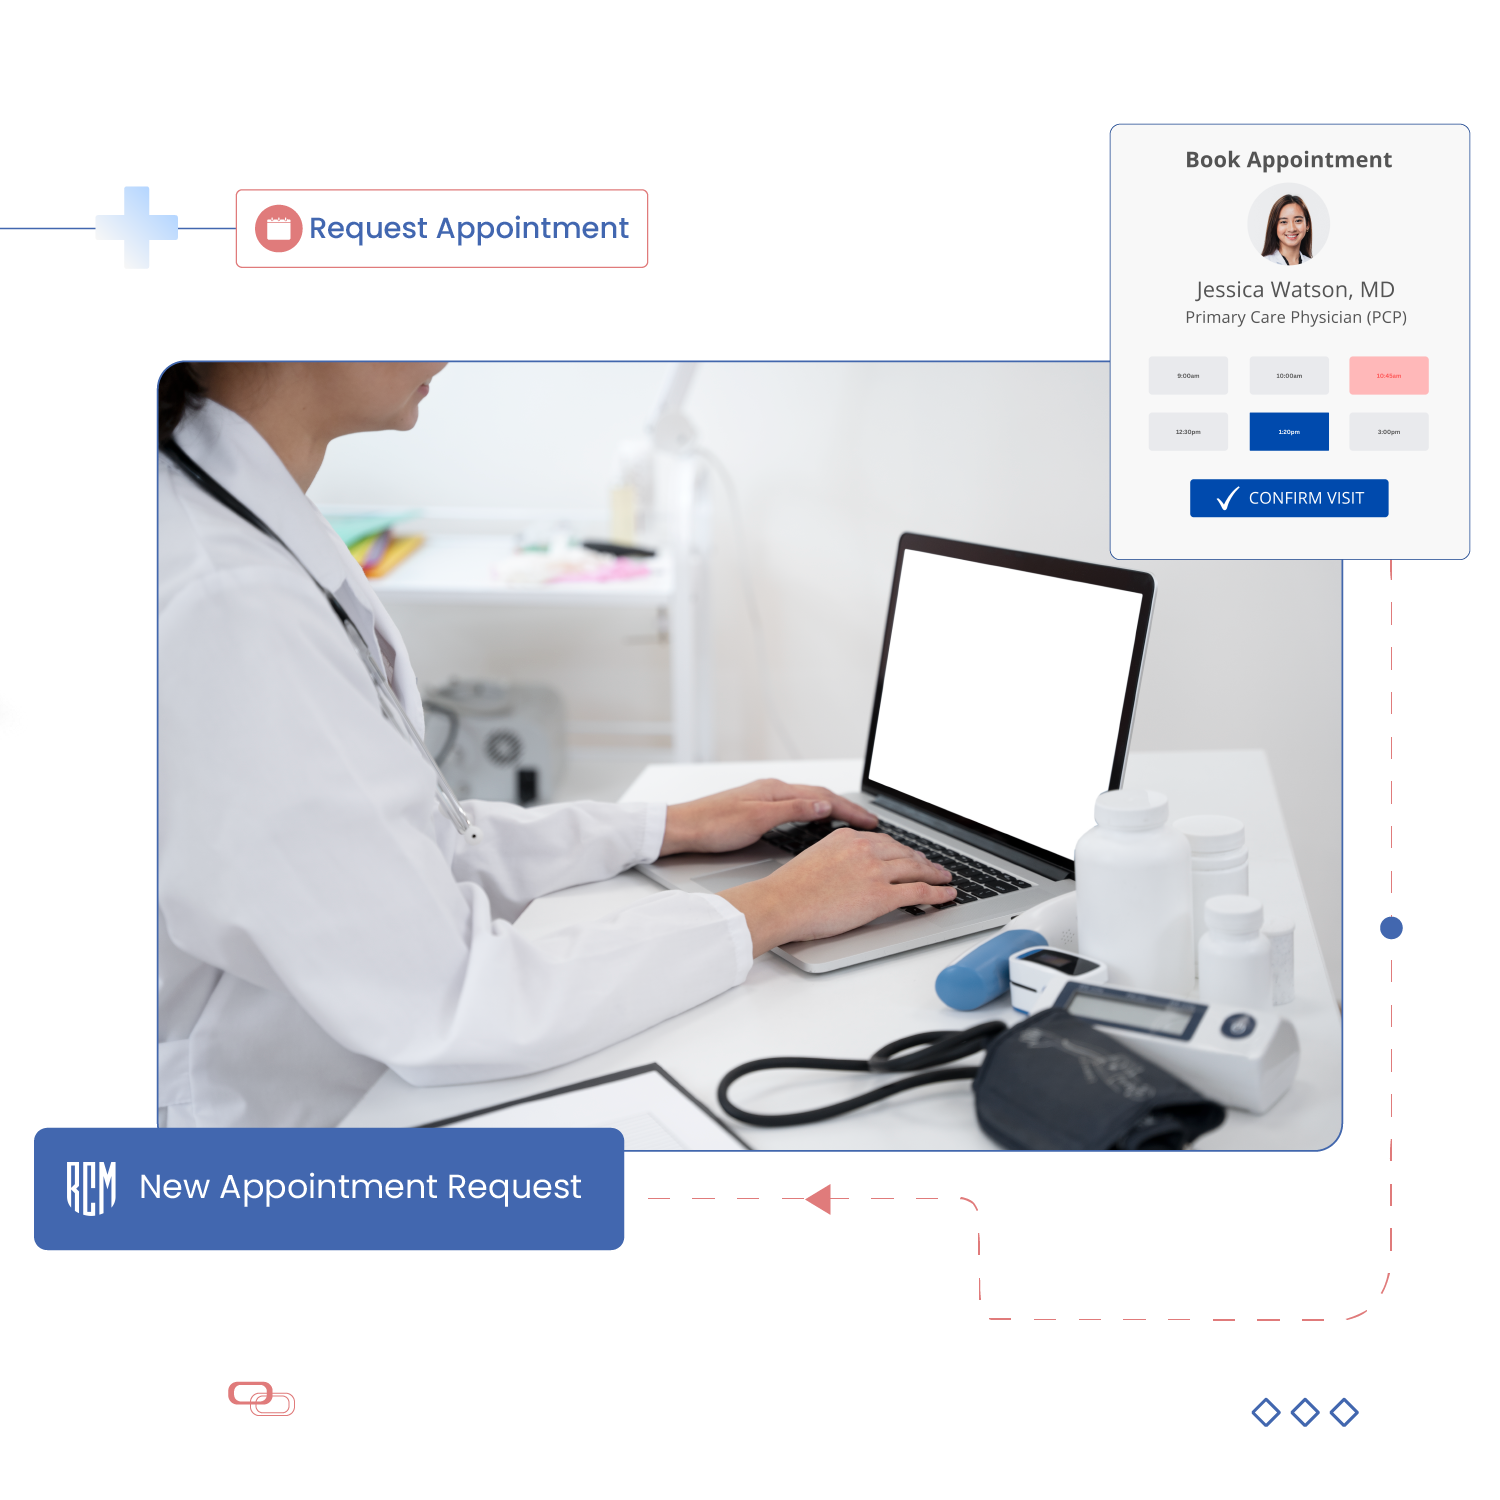 Book Appointment
Request Appointment
Jessica Watson, MD
Primary Care Physician (PCP)
9:00am
10:00am
10:45am
12:30pm
1:20pm
3:00pm
CONFIRM VISIT
RCM
New Appointment Request